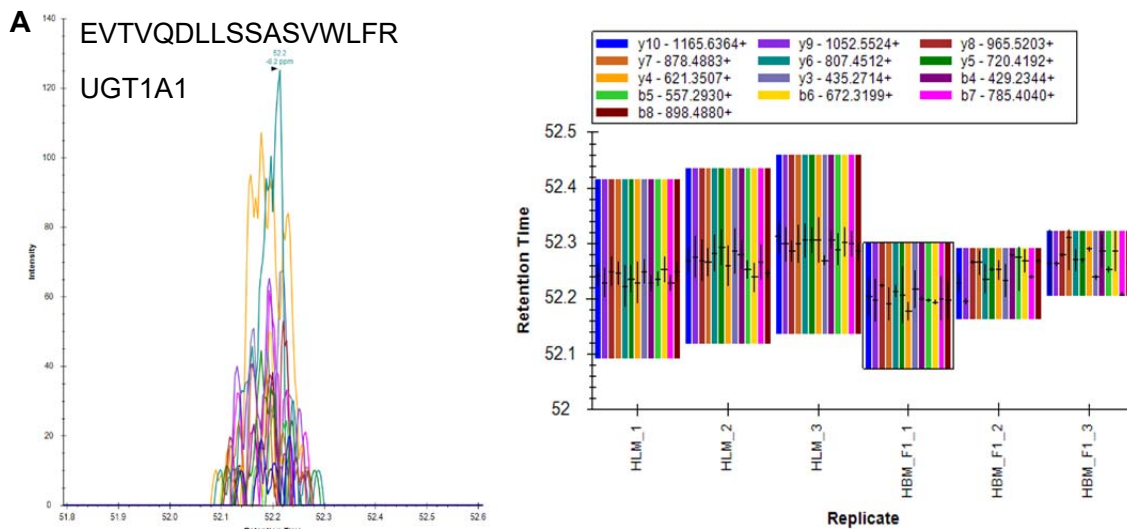 A
EVTVQDLLSSASVWLFR
UGT1A1
52.2
-0.2 ppm
Intensity
140
120
100
80
60
40
20
0
51.8 51.9 52.0 52.1 52.2 52.3 52.4 52.5 52.6
Retention Time
y10 - 1165.6364+ y9 - 1052.5524+ y8 - 965.5203+
y7 - 878.4883+ y6 - 807.4512+ y5 - 720.4192+
y4 - 621.3507+ y3 - 435.2714+ b4 - 429.2344+
b5 - 557.2930+ b6 - 672.3199+ b7 - 785.4040+
b8 - 898.4880+
Retention Time
52.5
52.4
52.3
52.2
52.1
52
HLM_1 HLM_2 HLM_3 HBM_F1_1 HBM_F1_2 HBM_F1_3
Replicate